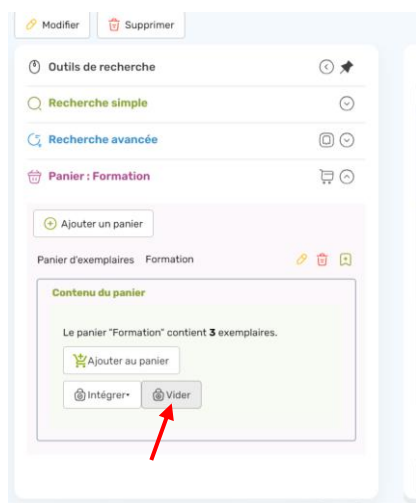 Modifier Supprimer
Outils de recherche
Recherche simple
Recherche avancée
Panier : Formation
Ajouter un panier
Panier d'exemplaires Formation
Contenu du panier
Le panier "Formation" contient 3 exemplaires.
Ajouter au panier
Intégrer Vider